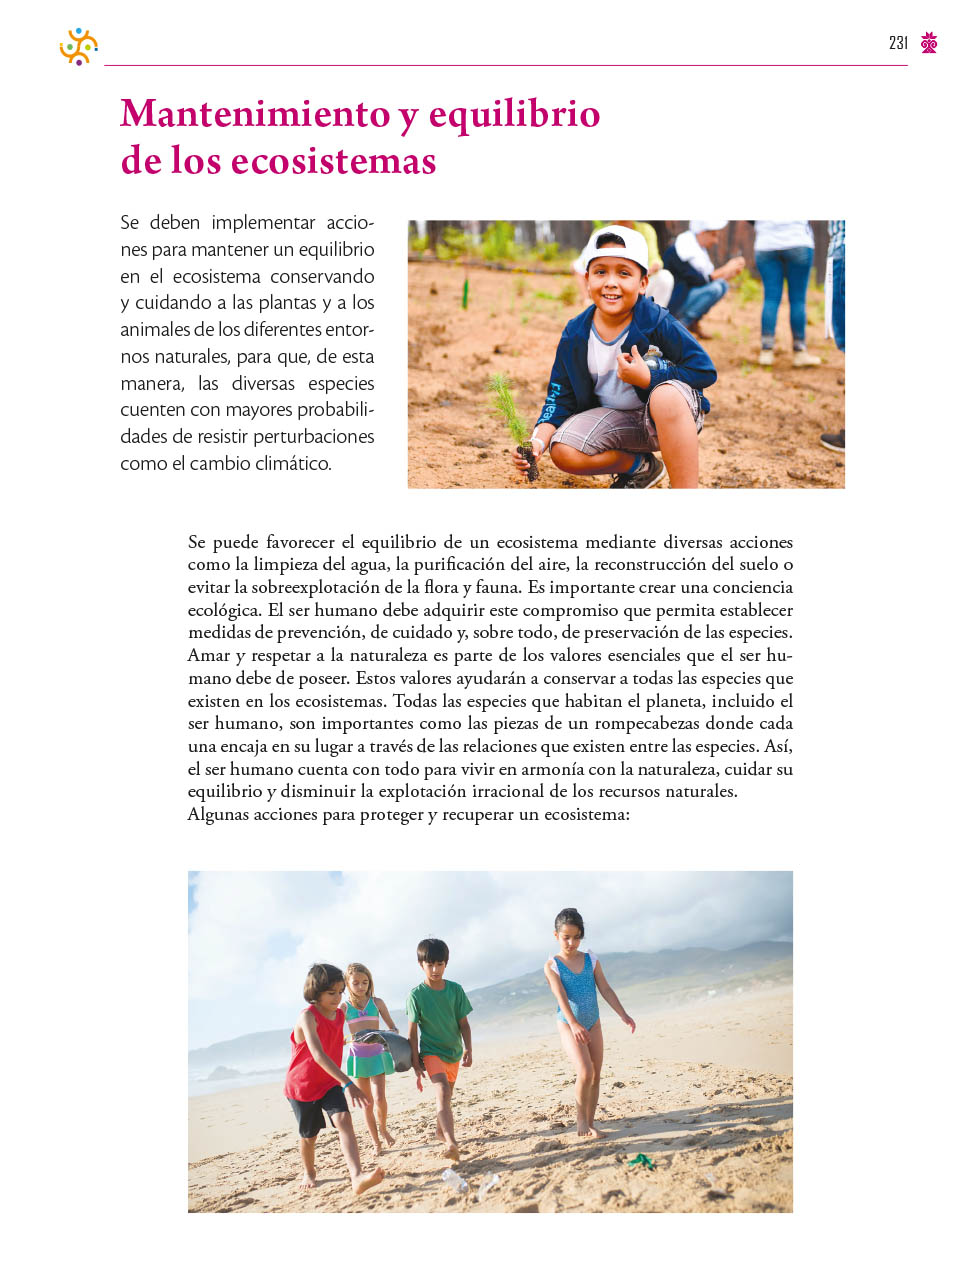 231
Mantenimiento y equilibrio
de los ecosistemas
Se deben implementar accio-
nes para mantener un equilibrio
en el ecosistema conservando
y cuidando a las plantas y a los
animales de los diferentes entor-
nos naturales, para que, de esta
manera, las diversas especies
cuenten con mayores probabili-
dades de resistir perturbaciones
como el cambio climático.
Se puede favorecer el equilibrio de un ecosistema mediante diversas acciones
como la limpieza del agua, la purificación del aire, la reconstrucción del suelo o
evitar la sobreexplotación de la flora y fauna. Es importante crear una conciencia
ecológica. El ser humano debe adquirir este compromiso que permita establecer
medidas de prevención, de cuidado y, sobre todo, de preservación de las especies.
Amar y respetar a la naturaleza es parte de los valores esenciales que el ser hu-
mano debe de poseer. Estos valores ayudarán a conservar a todas las especies que
existen en los ecosistemas. Todas las especies que habitan el planeta, incluido el
ser humano, son importantes como las piezas de un rompecabezas donde cada
una encaja en su lugar a través de las relaciones que existen entre las especies. Así,
el ser humano cuenta con todo para vivir en armonía con la naturaleza, cuidar su
equilibrio y disminuir la explotación irracional de los recursos naturales.
Algunas acciones para proteger y recuperar un ecosistema: